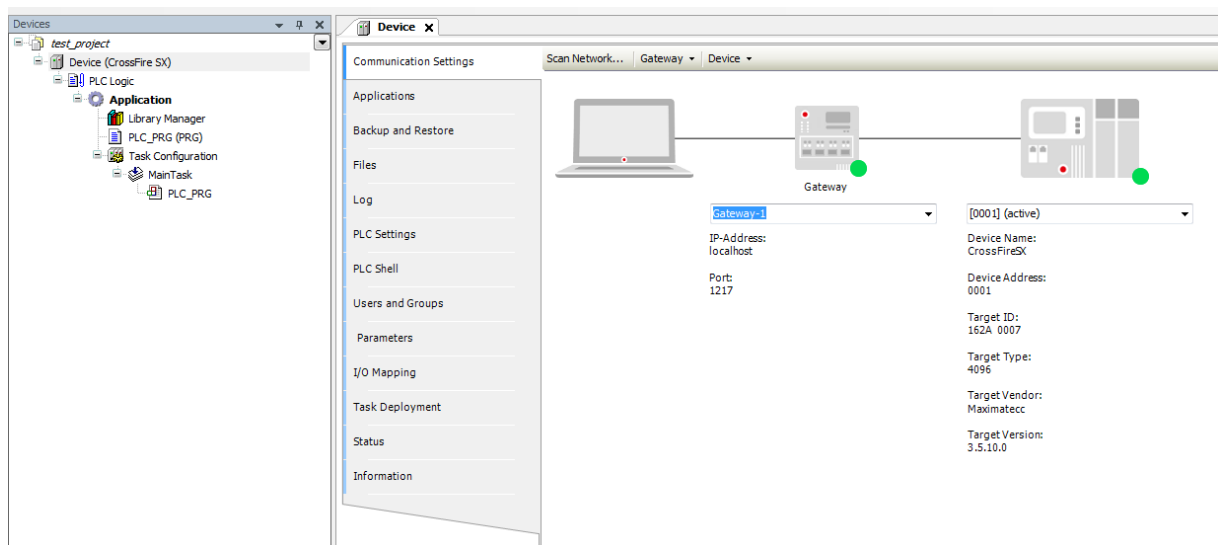 Devices
test_project
Device (CrossFire SX)
PLC Logic
Application
Library Manager
PLC_PRG (PRG)
Task Configuration
MainTask
PLC_PRG
Device
Communication Settings
Applications
Backup and Restore
Files
Log
PLC Settings
PLC Shell
Users and Groups
Parameters
I/O Mapping
Task Deployment
Status
Information
Scan Network... Gateway Device
Gateway
Gateway-1
IP-Address:
localhost
Port:
1217
[0001] (active)
Device Name:
CrossFireSX
Device Address:
0001
Target ID:
162A 0007
Target Type:
4096
Target Vendor:
Maximatecc
Target Version:
3.5.10.0